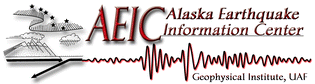 AEIC Alaska Earthquake
Information Center
Geophysical Institute, UAF